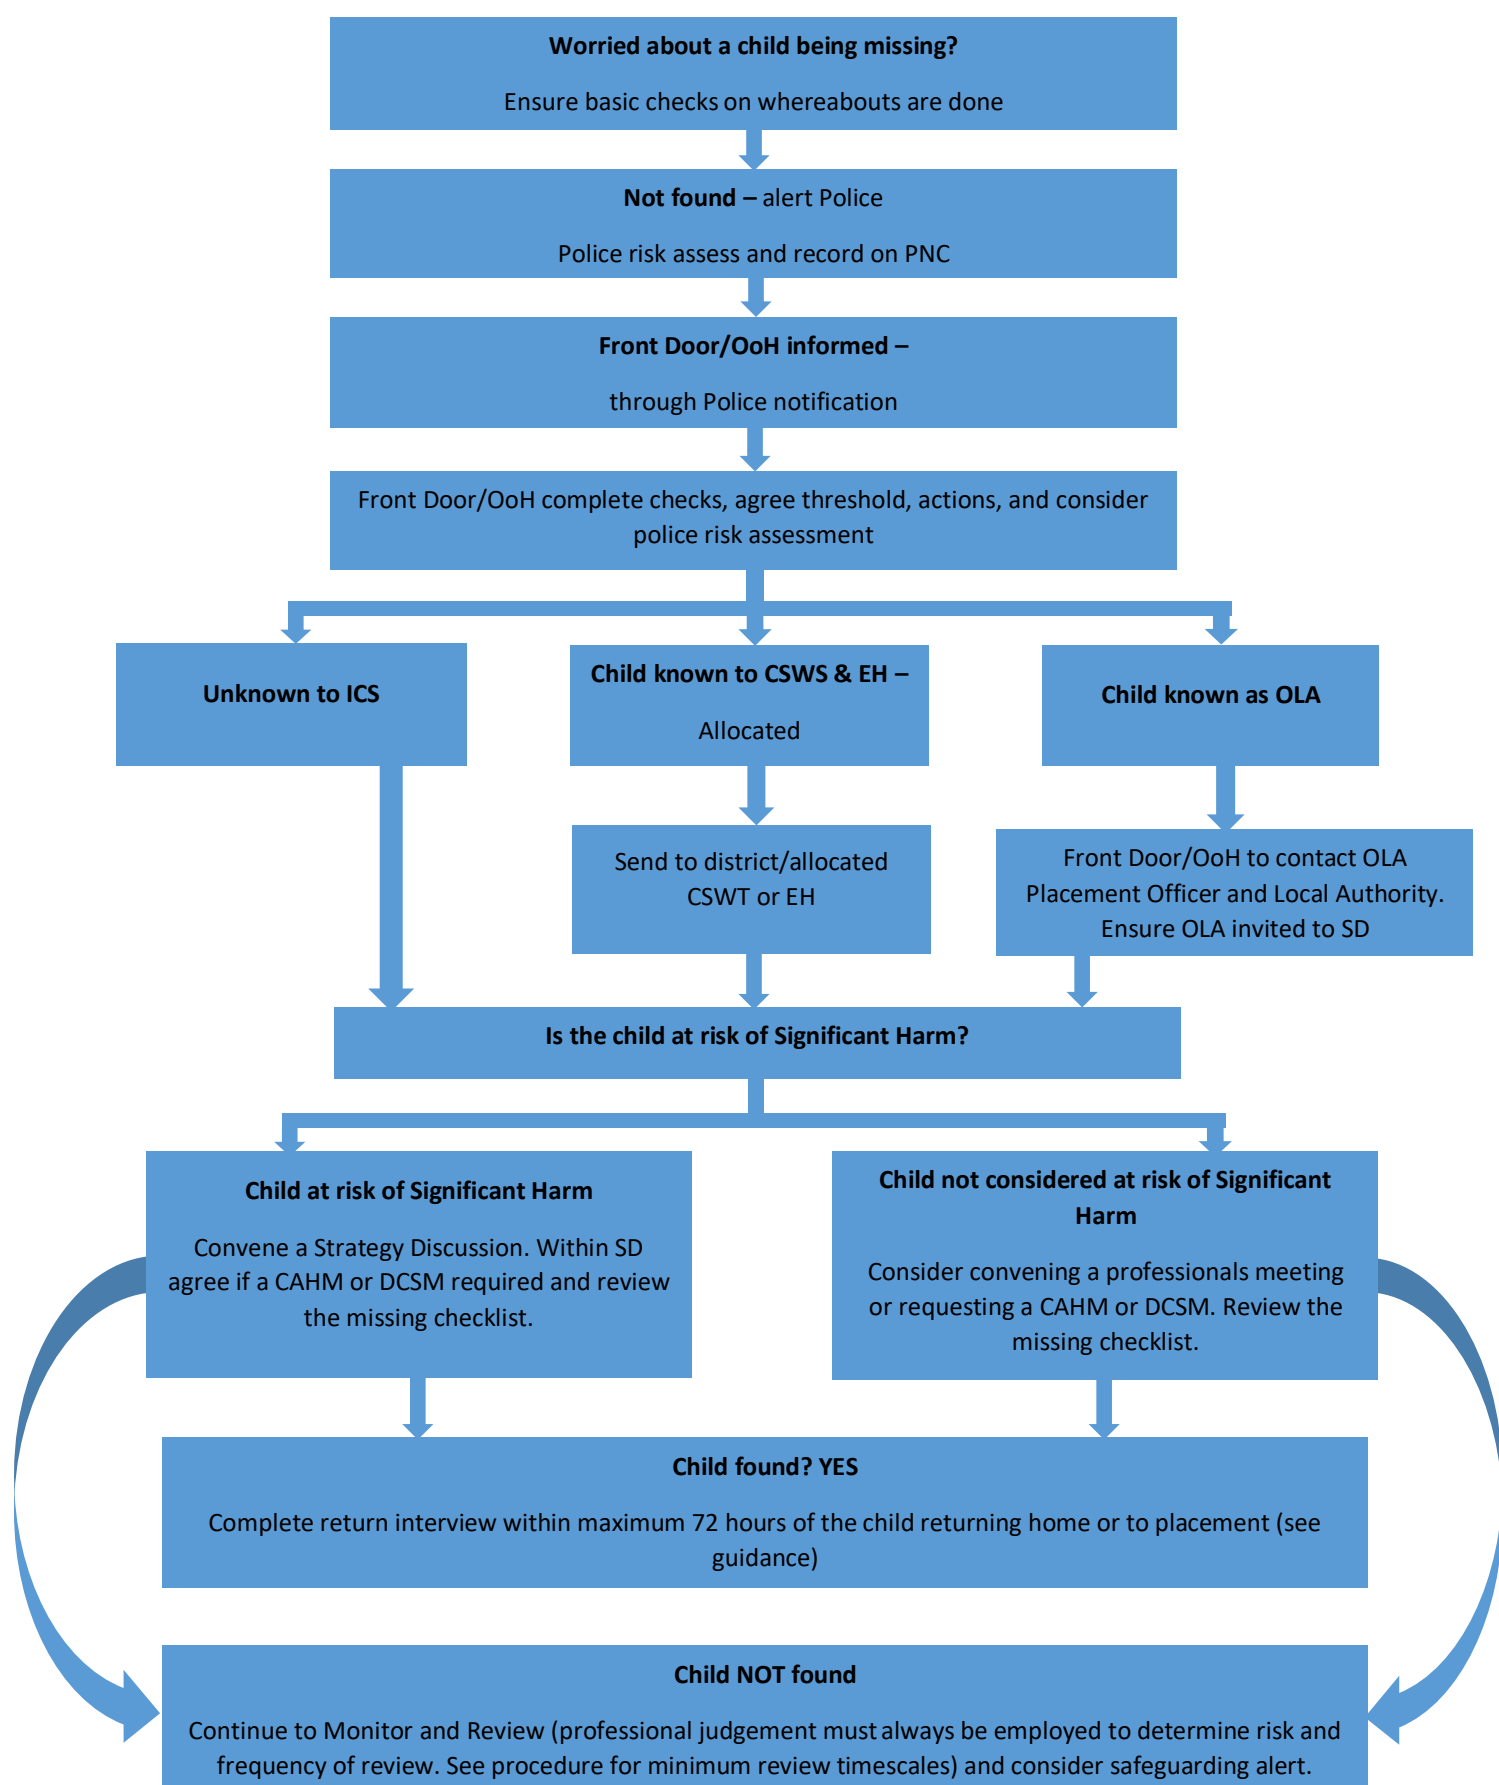 Worried about a child being missing?
Ensure basic checks on whereabouts are done
Not found – alert Police
Police risk assess and record on PNC
Front Door/OoH informed –
through Police notification
Front Door/OoH complete checks, agree threshold, actions, and consider
police risk assessment
Unknown to ICS
Child known to CSWS & EH –
Allocated
Child known as OLA
Send to district/allocated
CSWT or EH
Front Door/OoH to contact OLA
Placement Officer and Local Authority.
Ensure OLA invited to SD
Is the child at risk of Significant Harm?
Child at risk of Significant Harm
Convene a Strategy Discussion. Within SD
agree if a CAHM or DCSM required and review
the missing checklist.
Child not considered at risk of Significant
Harm
Consider convening a professionals meeting
or requesting a CAHM or DCSM. Review the
missing checklist.
Child found? YES
Complete return interview within maximum 72 hours of the child returning home or to placement (see
guidance)
Child NOT found
Continue to Monitor and Review (professional judgement must always be employed to determine risk and
frequency of review. See procedure for minimum review timescales) and consider safeguarding alert.